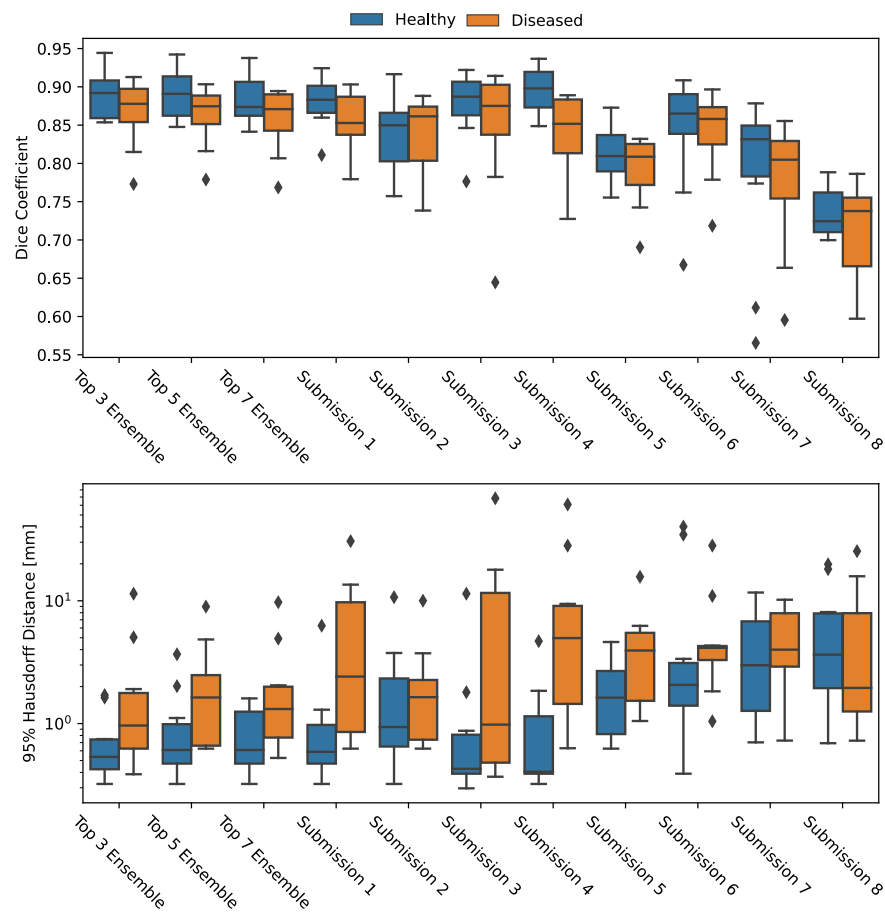 Healthy Diseased
0.95
0.90
0.85
0.80
0.75
0.70
0.65
0.60
0.55
Dice Coefficient
Top 3 Ensemble
Top 5 Ensemble
Top 7 Ensemble
Submission 1
Submission 2
Submission 3
Submission 4
Submission 5
Submission 6
Submission 7
Submission 8
10¹
10⁰
95% Hausdorff Distance [mm]
Top 3 Ensemble
Top 5 Ensemble
Top 7 Ensemble
Submission 1
Submission 2
Submission 3
Submission 4
Submission 5
Submission 6
Submission 7
Submission 8